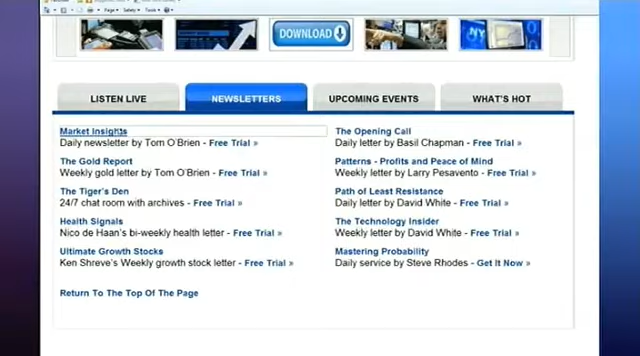 Page Safety Tools
DOWNLOAD
NY
LISTEN LIVE
NEWSLETTERS
UPCOMING EVENTS
WHAT'S HOT
Market Insights
Daily newsletter by Tom O'Brien - Free Trial »
The Gold Report
Weekly gold letter by Tom O'Brien - Free Trial »
The Tiger's Den
24/7 chat room with archives - Free Trial »
Health Signals
Nico de Haan's bi-weekly health letter - Free Trial »
Ultimate Growth Stocks
Ken Shreve's Weekly growth stock letter - Free Trial »
Return To The Top Of The Page
The Opening Call
Daily letter by Basil Chapman - Free Trial »
Patterns - Profits and Peace of Mind
Weekly letter by Larry Pesavento - Free Trial »
Path of Least Resistance
Daily letter by David White - Free Trial »
The Technology Insider
Weekly letter by David White - Free Trial »
Mastering Probability
Daily service by Steve Rhodes - Get It Now »